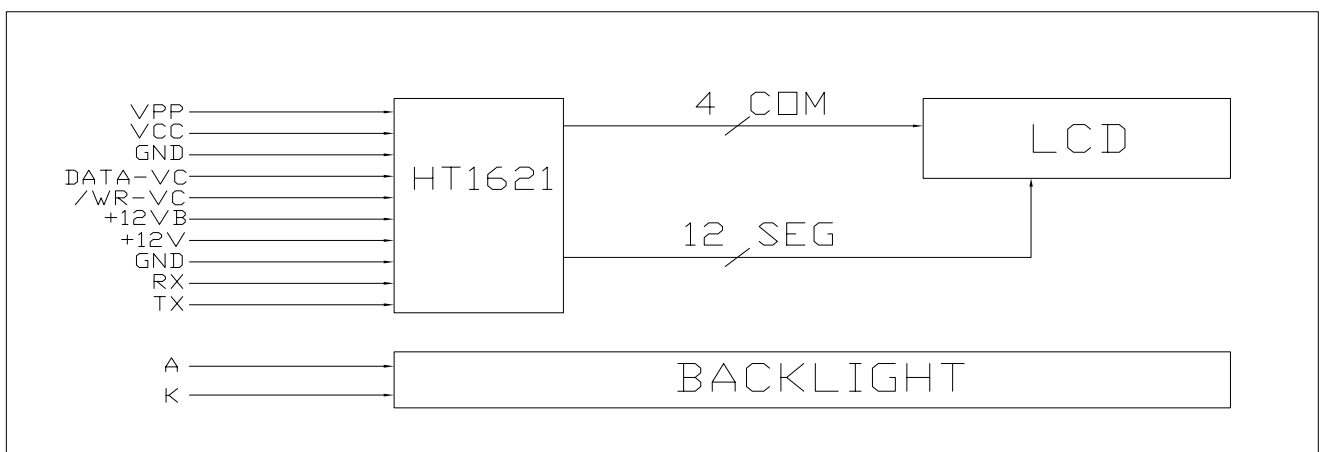 VPP
VCC
GND
DATA-VC
/WR-VC
+12VB
+12V
GND
RX
TX
HT1621
4 COM
12 SEG
LCD
A
K
BACKLIGHT